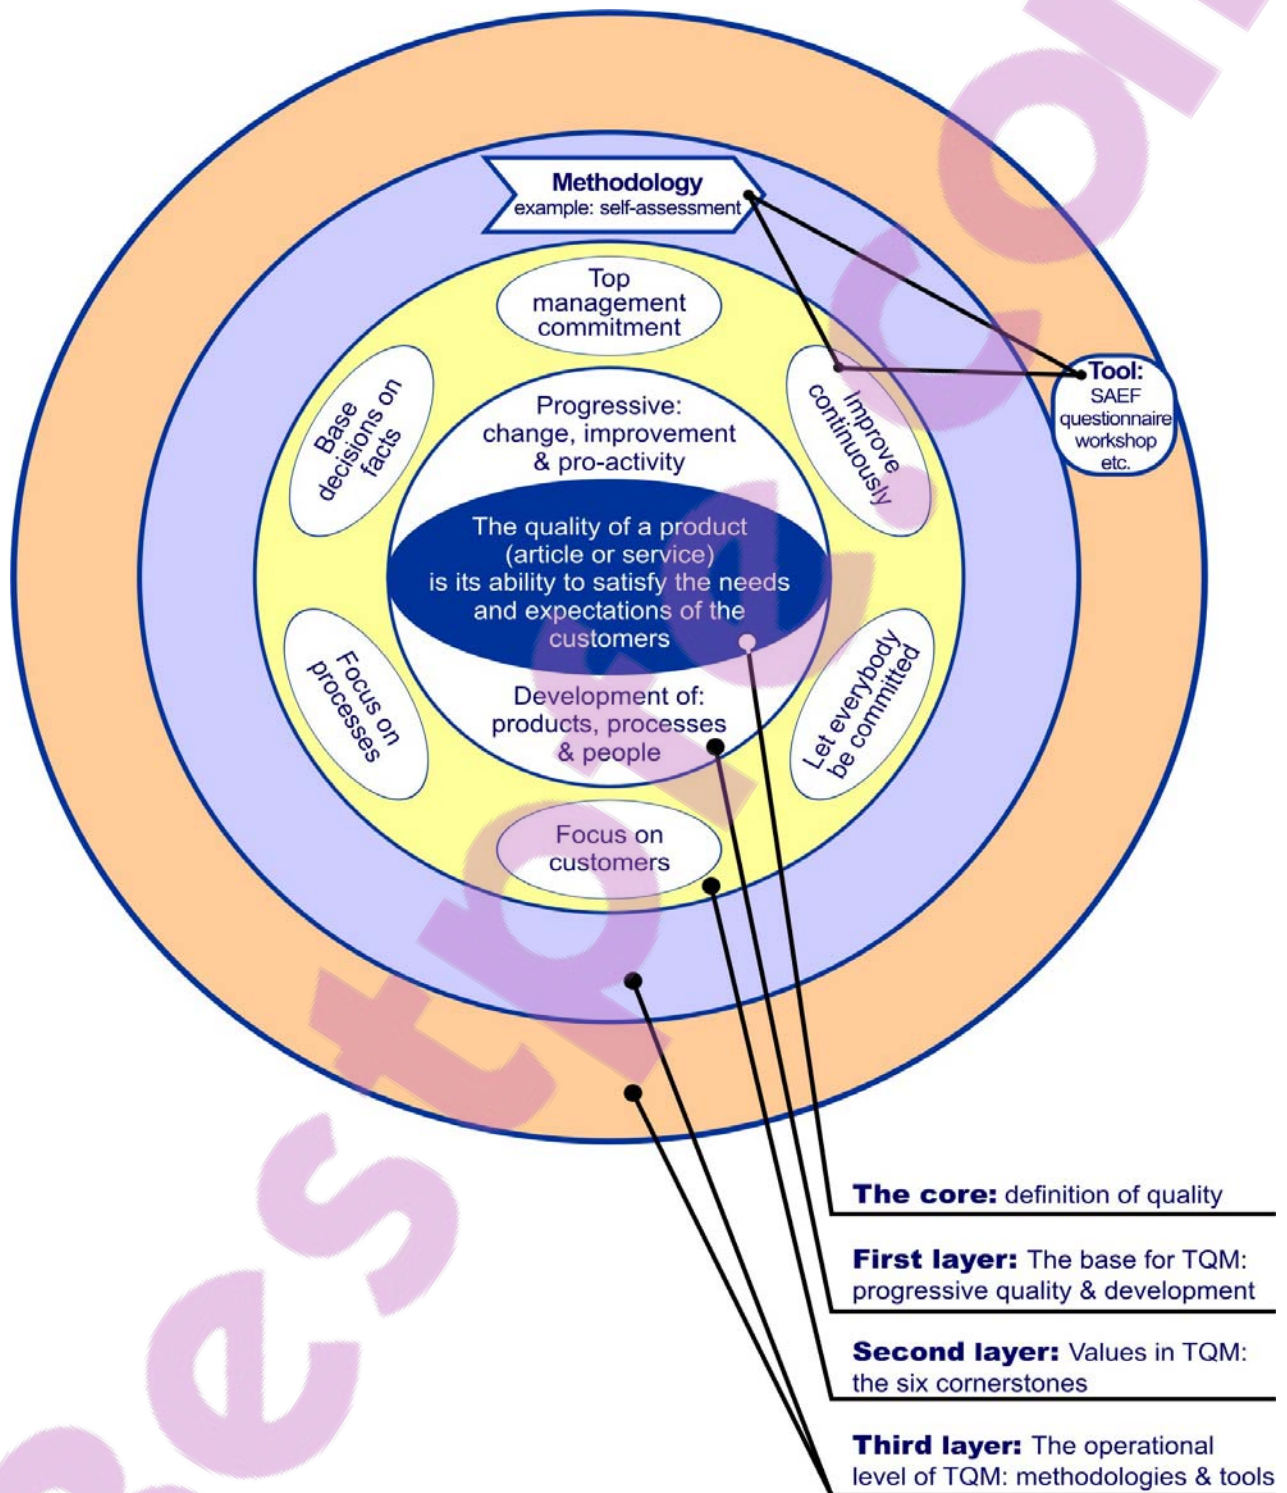 Methodology
example: self-assessment
Top
management
commitment
Base
decisions on
facts
Improve
continuously
Tool:
SAEF
questionnaire
workshop
etc.
Progressive:
change, improvement
& pro-activity
The quality of a product
(article or service)
is its ability to satisfy the needs
and expectations of the
customers
Development of:
products, processes
& people
Focus on
processes
Let everybody
be committed
Focus on
customers
The core: definition of quality
First layer: The base for TQM:
progressive quality & development
Second layer: Values in TQM:
the six cornerstones
Third layer: The operational
level of TQM: methodologies & tools